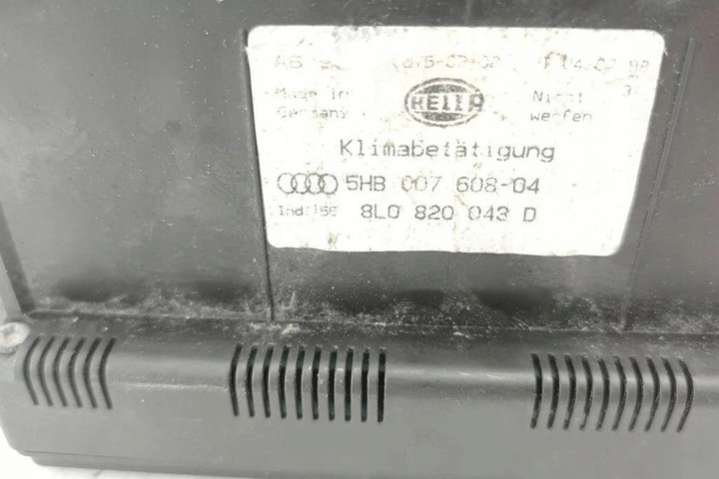 Made in
Germany
HELLA
Nicht
werfen
Klimabetätigung
5HB 007 608-04
8L0 820 043 D